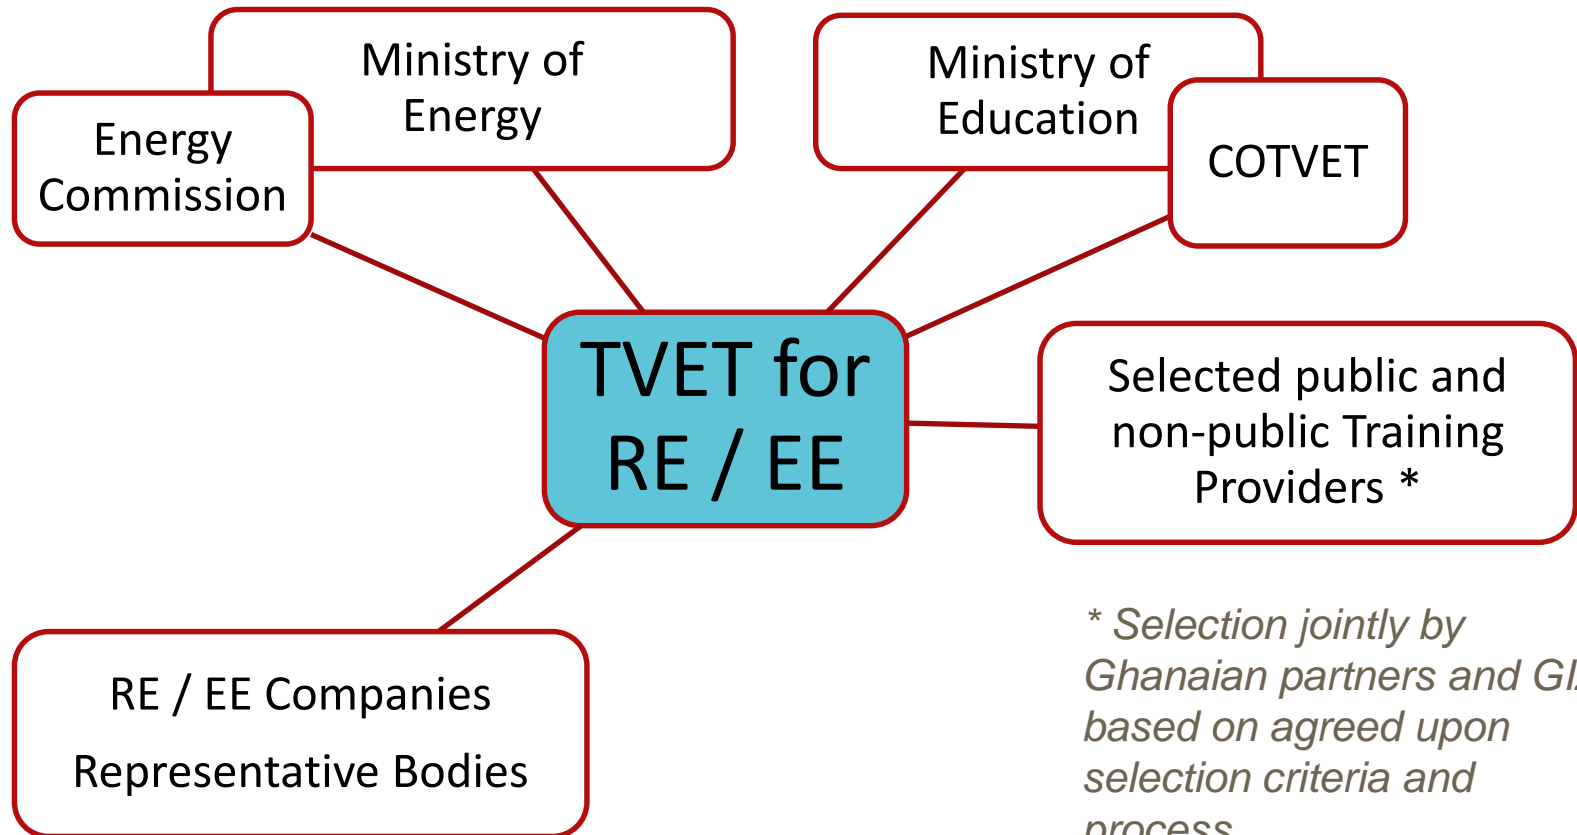 Ministry of
Energy
Ministry of
Education
Energy
Commission
COTVET
TVET for
RE / EE
Selected public and
non-public Training
Providers *
RE / EE Companies
Representative Bodies
* Selection jointly by
Ghanaian partners and
based on agreed upon
selection criteria and
process